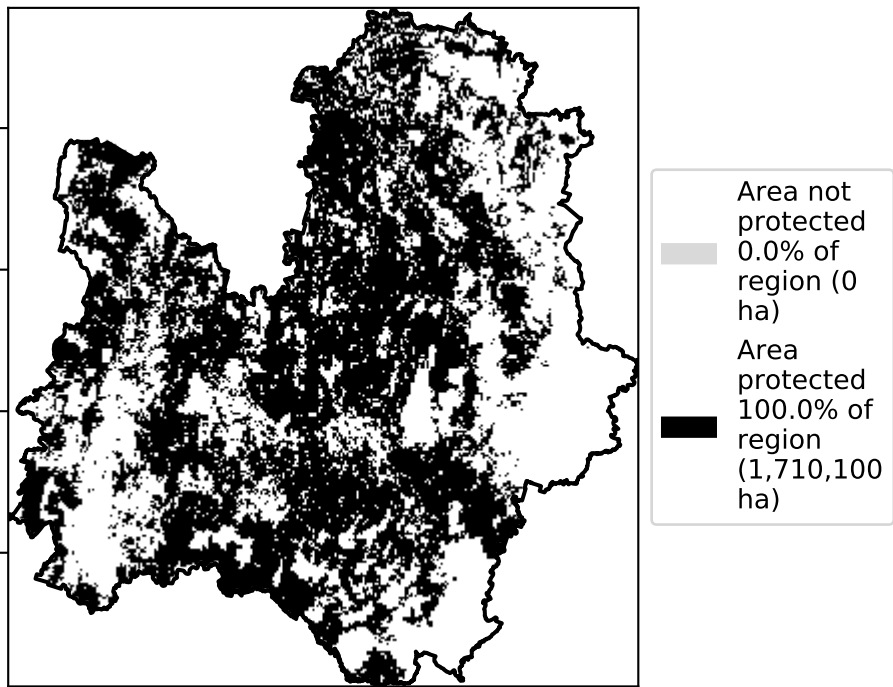 Area not
protected
0.0% of
region (0
ha)
Area
protected
100.0% of
region
(1,710,100
ha)